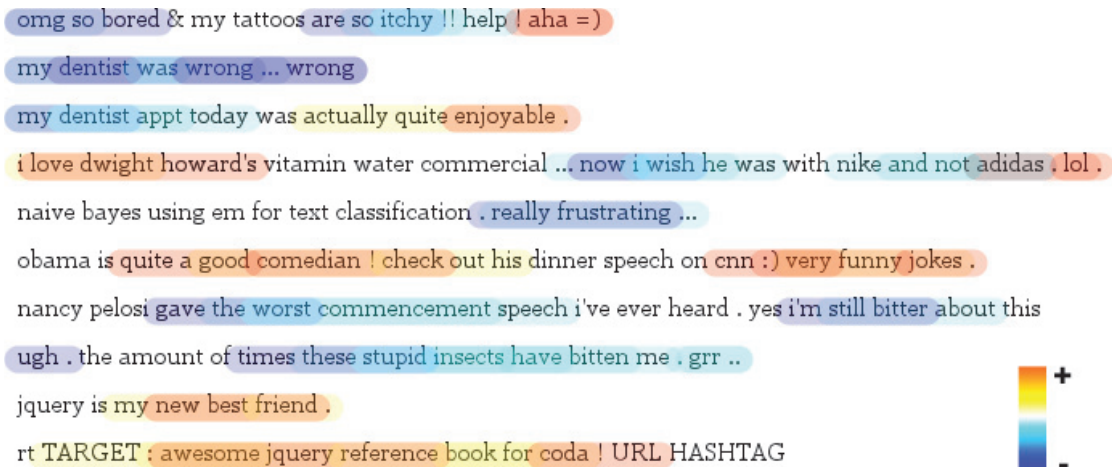 omg so bored & my tattoos are so itchy !! help ! aha =)
my dentist was wrong ... wrong
my dentist appt today was actually quite enjoyable .
i love dwight howard's vitamin water commercial ... now i wish he was with nike and not adidas . lol .
naive bayes using em for text classification . really frustrating ...
obama is quite a good comedian ! check out his dinner speech on cnn :) very funny jokes .
nancy pelosi gave the worst commencement speech i've ever heard . yes i'm still bitter about this
ugh . the amount of times these stupid insects have bitten me . grr ..
jquery is my new best friend .
rt TARGET : awesome jquery reference book for coda ! URL HASHTAG
+
-